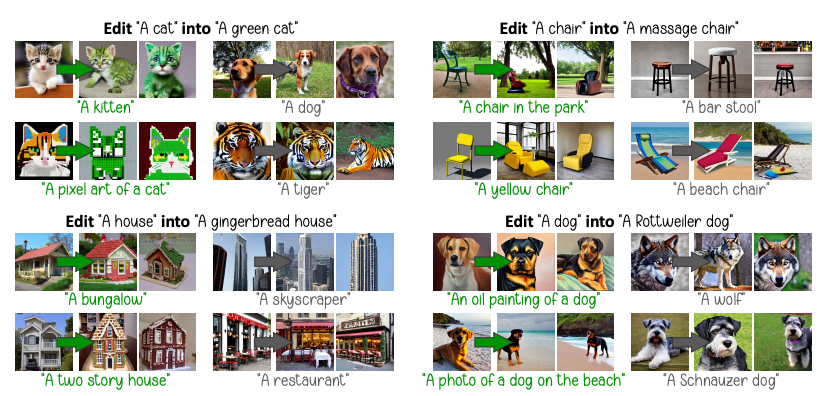 Edit "A cat" into "A green cat"
"A kitten"
"A dog"
"A pixel art of a cat"
"A tiger"
Edit "A chair" into "A massage chair"
"A chair in the park"
"A bar stool"
"A yellow chair"
"A beach chair"
Edit "A house" into "A gingerbread house"
"A bungalow"
"A skyscraper"
"A two story house"
"A restaurant"
Edit "A dog" into "A Rottweiler dog"
"An oil painting of a dog"
"A wolf"
"A photo of a dog on the beach"
"A Schnauzer dog"